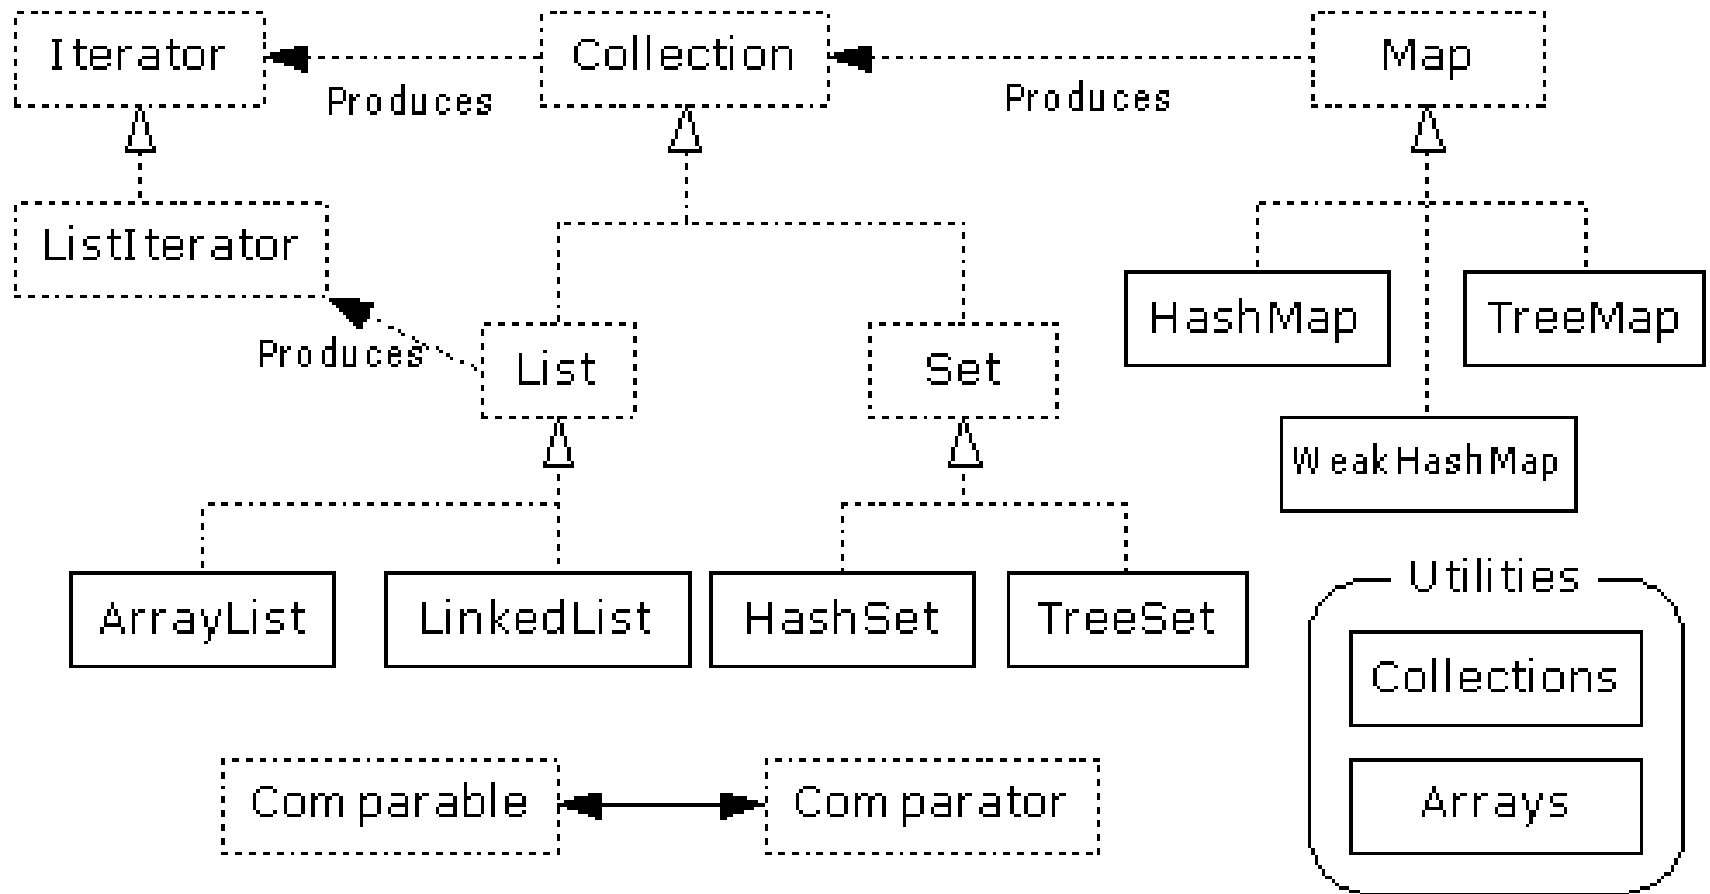 Iterator
Collection
Map
Produces
Produces
ListIterator
HashMap
TreeMap
Produces
List
Set
WeakHashMap
Utilities
ArrayList
LinkedList
HashSet
TreeSet
Collections
Comparable
Comparator
Arrays